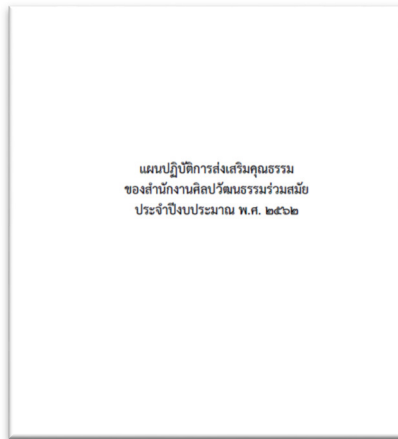 แผนปฏิบัติการส่งเสริมคุณธรรม
ของสำนักงานศิลปวัฒนธรรมร่วมสมัย
ประจำปีงบประมาณ พ.ศ. ๒๕๖๒